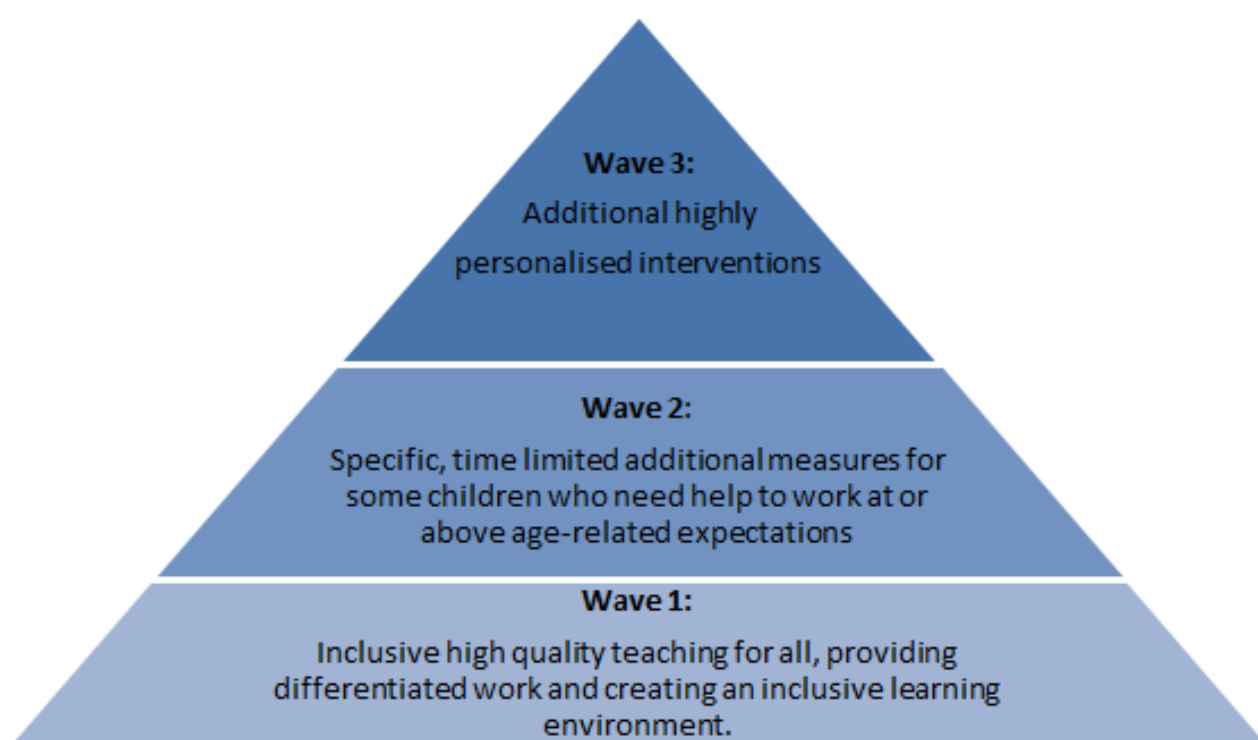 Wave 3:
Additional highly
personalised interventions
Wave 2:
Specific, time limited additional measures for
some children who need help to work at or
above age-related expectations
Wave 1:
Inclusive high quality teaching for all, providing
differentiated work and creating an inclusive learning
environment.